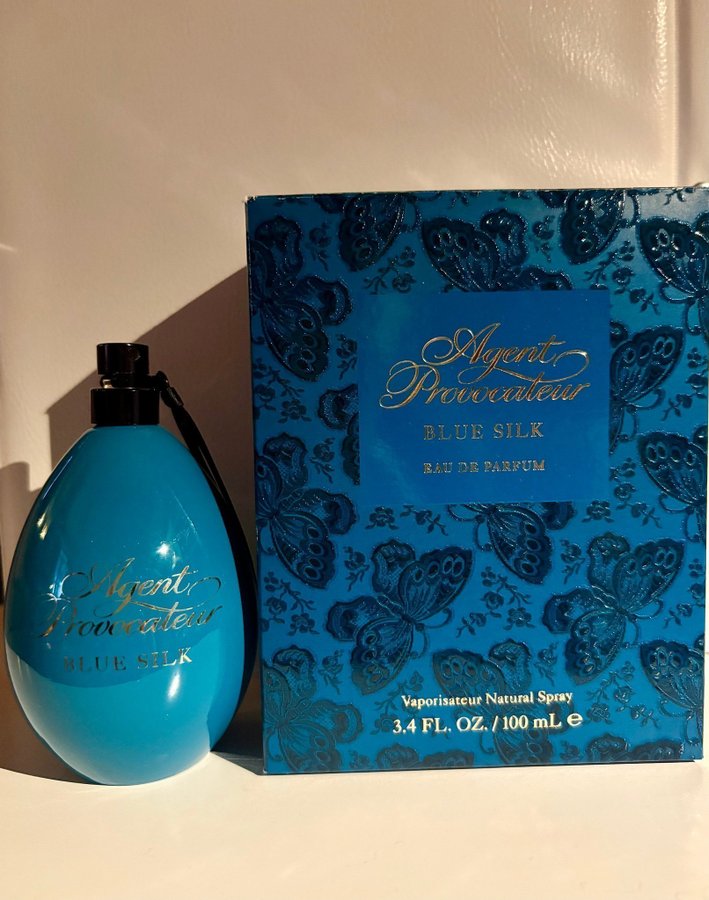 Agent
Provocateur
BLUE SILK
EAU DE PARFUM
Vaporisateur Natural Spray
3.4 FL. OZ. / 100 mL ℮
Agent
Provocateur
BLUE SILK